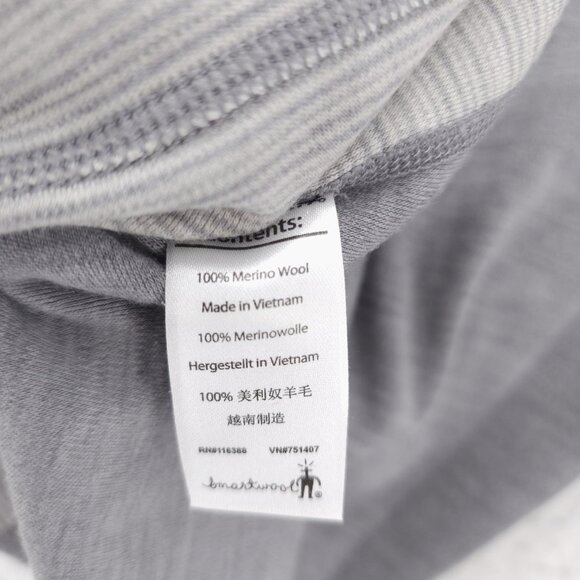 Contents:
100% Merino Wool
Made in Vietnam
100% Merinowolle
Hergestellt in Vietnam
100% 美利奴羊毛
越南制造
RN#116388 VN#751407
smartwool ®